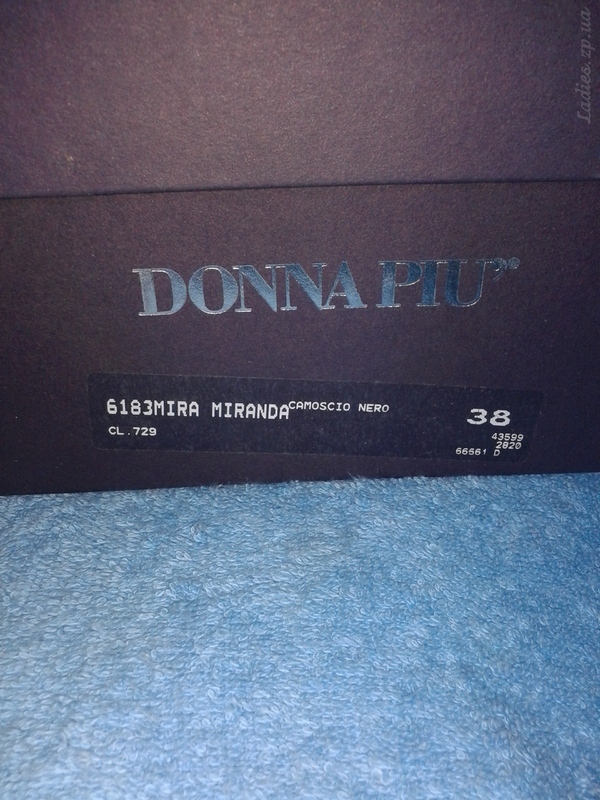 Ladies.zp.ua
DONNA PIU'®
6183MIRA MIRANDA CAMOSCIO NERO 38
CL.729 43599
2820
66661 D